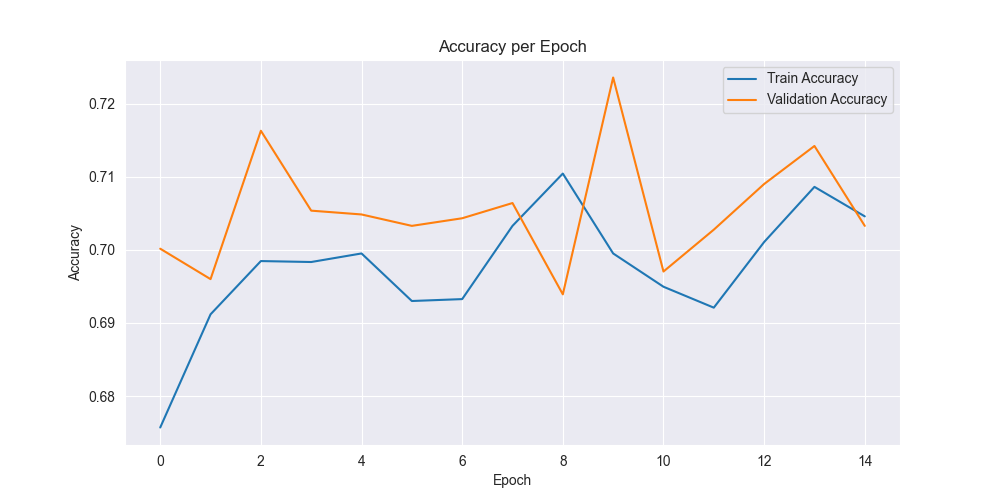 Accuracy per Epoch
Train Accuracy
Validation Accuracy
0.72
0.71
0.70
0.69
0.68
Accuracy
0 2 4 6 8 10 12 14
Epoch